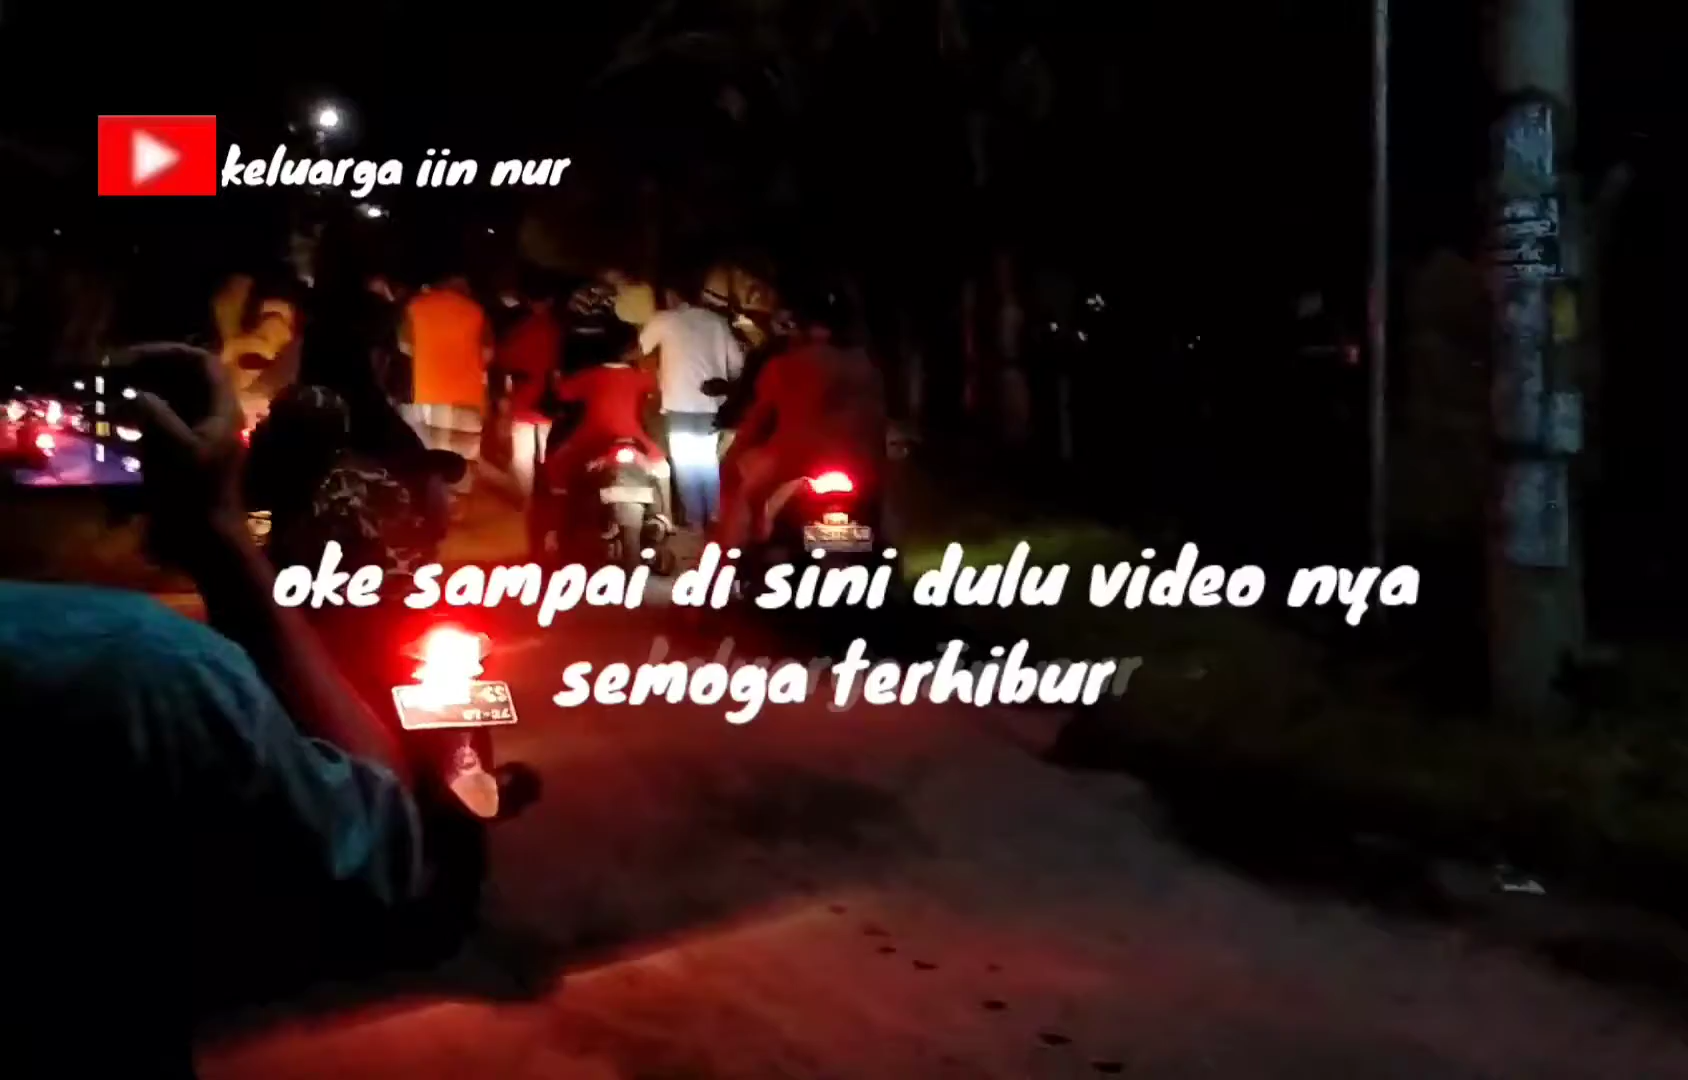 keluarga iin nur
oke sampai di sini dulu video nya
semoga terhibur